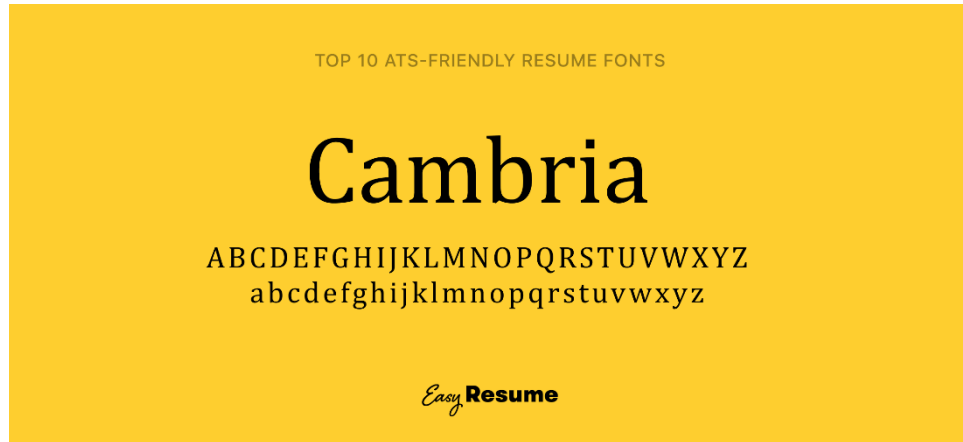 TOP 10 ATS-FRIENDLY RESUME FONTS
Cambria
ABCDEFGHIJKLMNOPQRSTUVWXYZ
abcdefghijklmnopqrstuvwxyz
Easy Resume